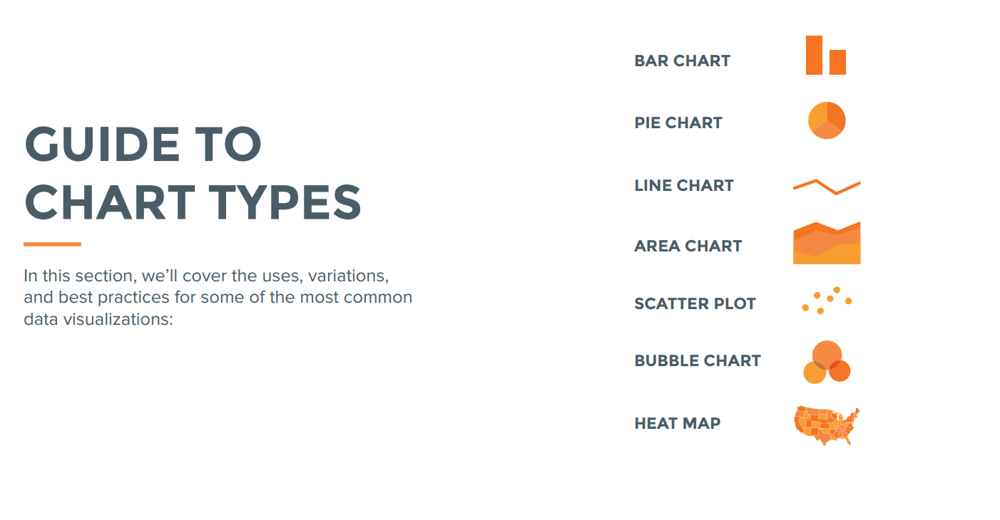 GUIDE TO
CHART TYPES
In this section, we’ll cover the uses, variations,
and best practices for some of the most common
data visualizations:
BAR CHART
PIE CHART
LINE CHART
AREA CHART
SCATTER PLOT
BUBBLE CHART
HEAT MAP